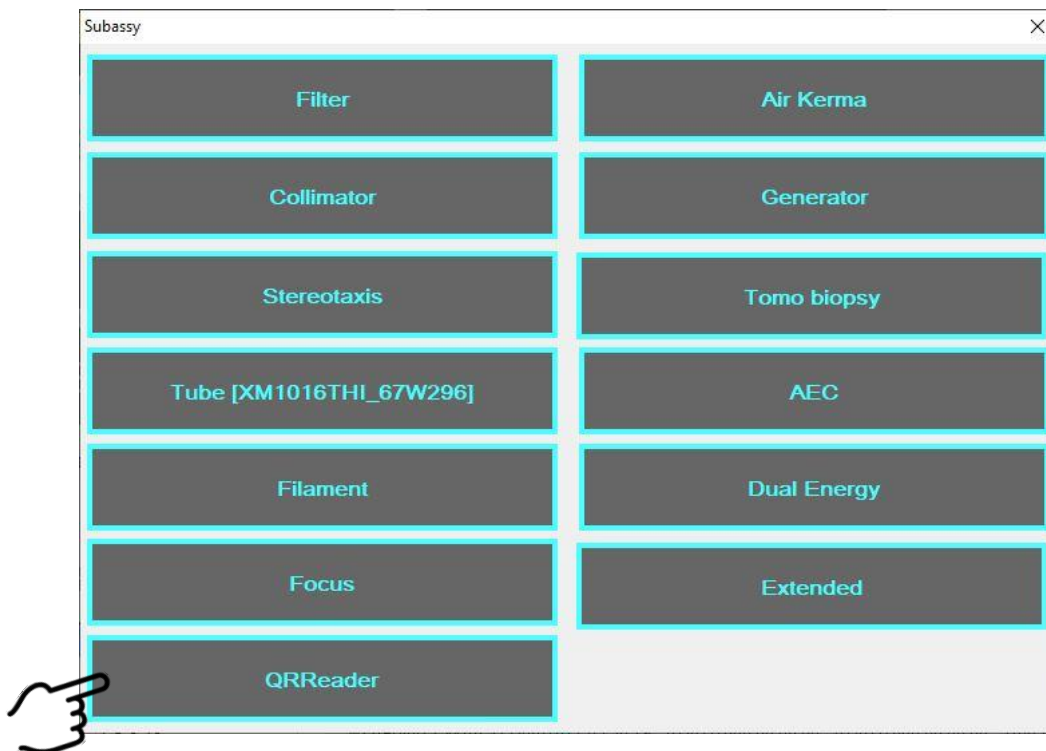 Subassy
Filter
Air Kerma
Collimator
Generator
Stereotaxis
Tomo biopsy
Tube [XM1016THI_67W296]
AEC
Filament
Dual Energy
Focus
Extended
QRReader